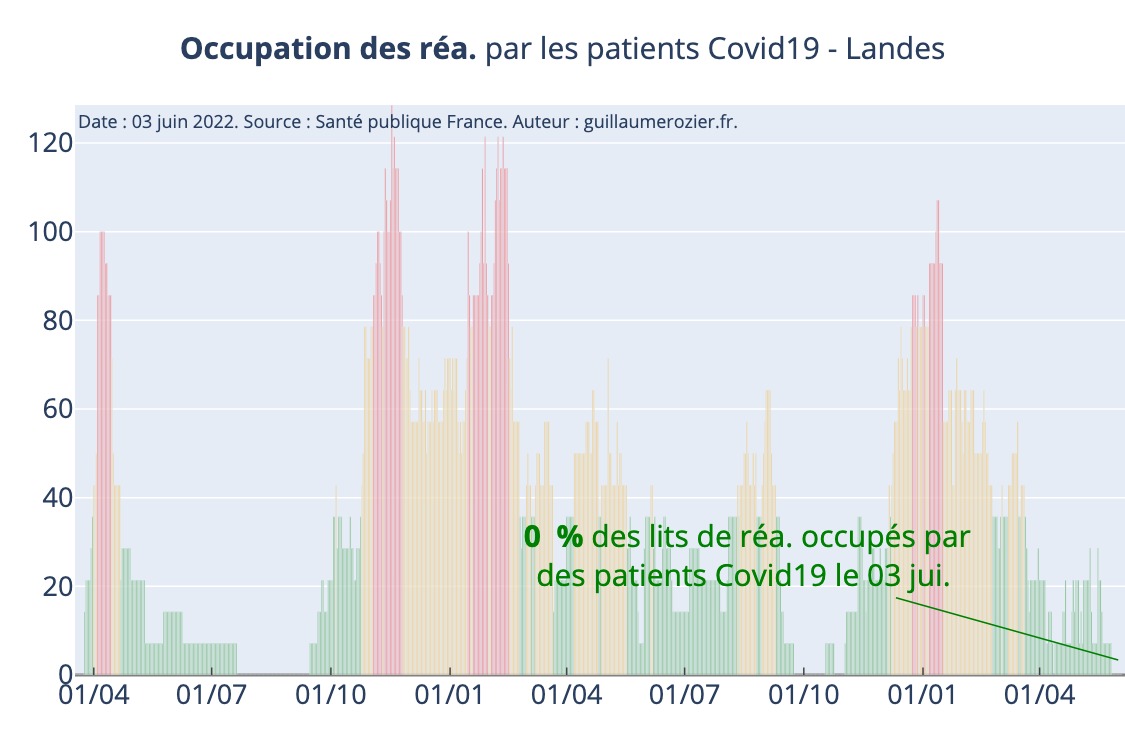 Occupation des réa. par les patients Covid19 - Landes
Date : 03 juin 2022. Source : Santé publique France. Auteur : guillaumerozier.fr.
120
100
80
60
40
0 % des lits de réa. occupés par
des patients Covid19 le 03 jui.
20
0
01/04 01/07 01/10 01/01 01/04 01/07 01/10 01/01 01/04